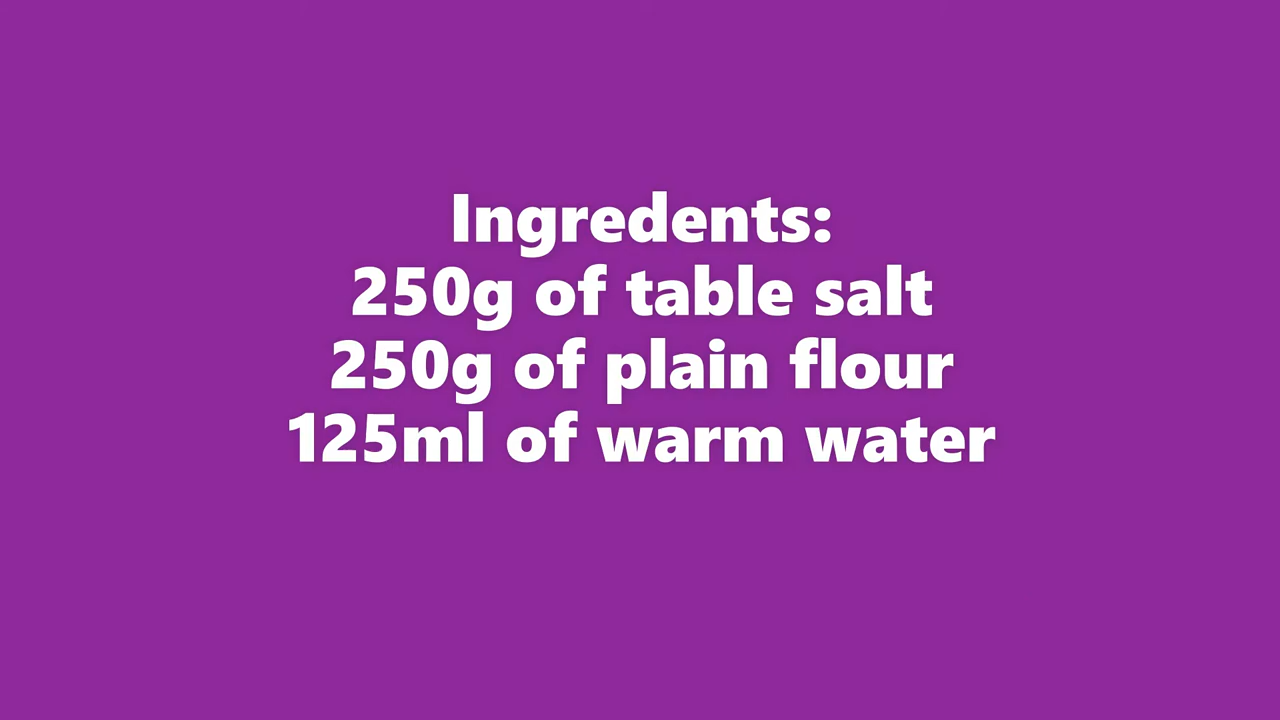 Ingredents:
250g of table salt
250g of plain flour
125ml of warm water